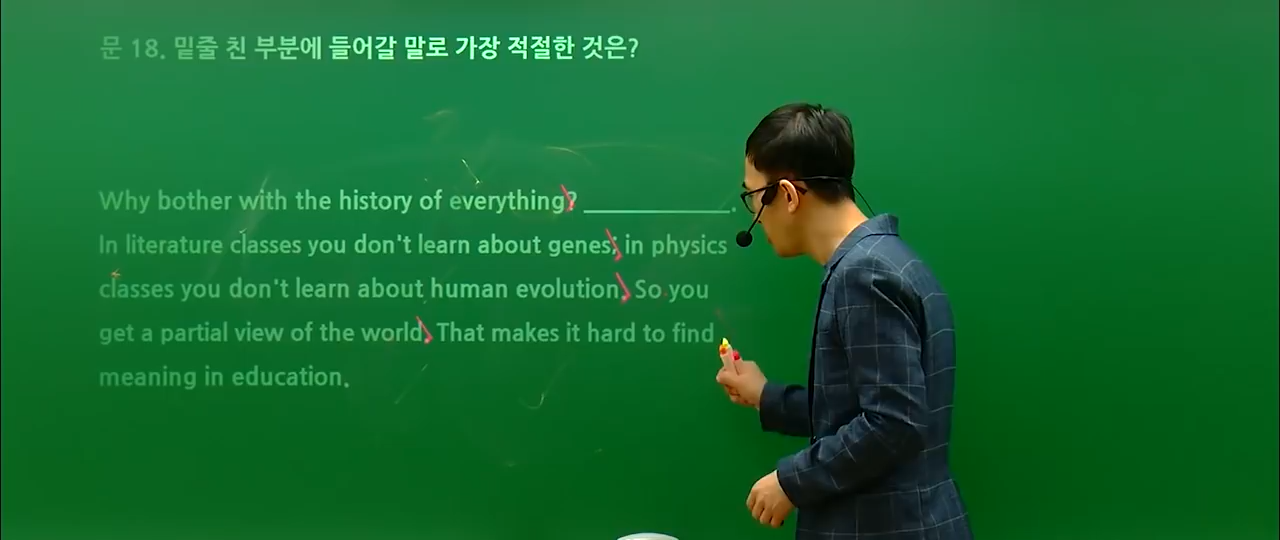 문 18. 밑줄 친 부분에 들어갈 말로 가장 적절한 것은?
Why bother with the history of everything? ____________.
In literature classes you don't learn about genes; in physics
classes you don't learn about human evolution. So you
get a partial view of the world. That makes it hard to find
meaning in education.